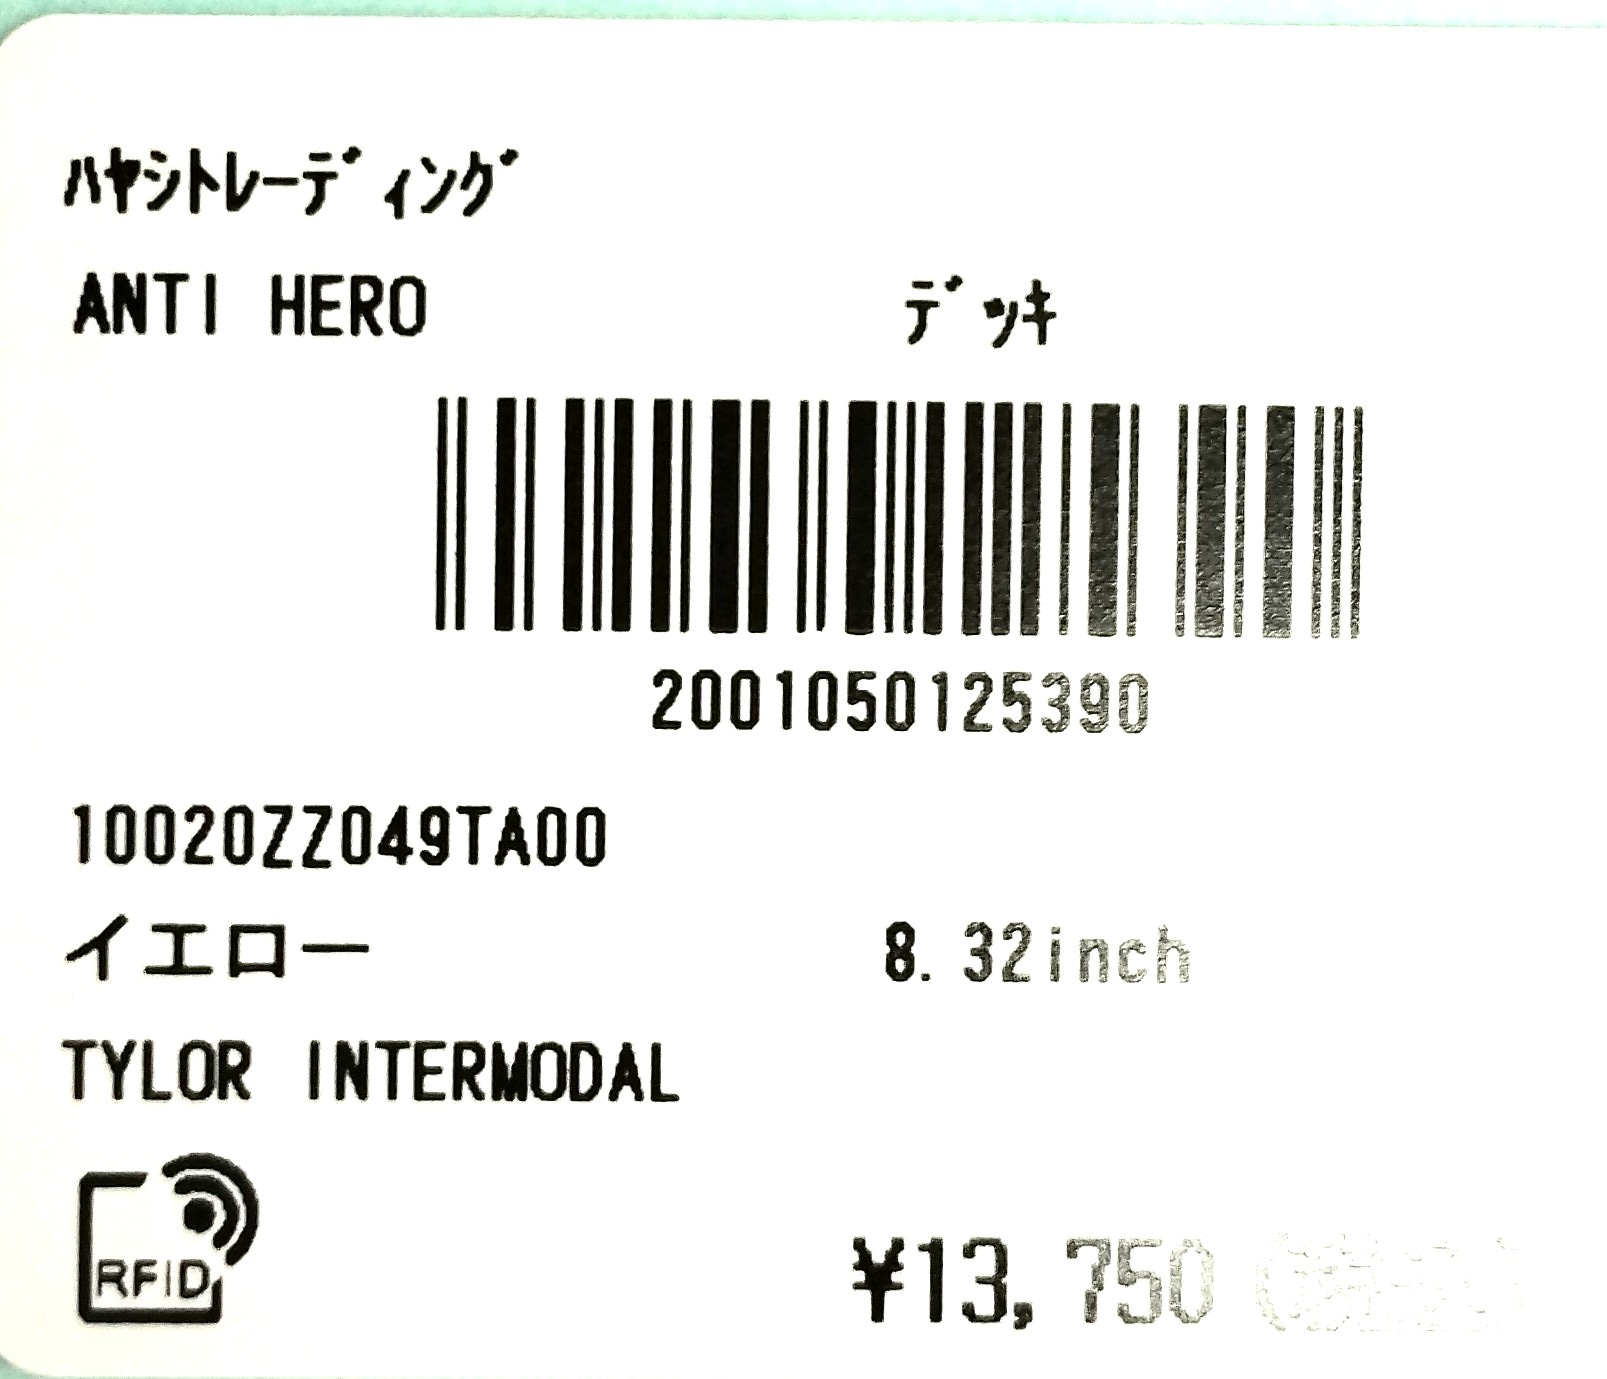 ﾊﾔｼﾄﾚｰﾃﾞｨﾝｸﾞ
ANTI HERO ﾃﾞｯｷ
2001050125390
10020ZZ049TA00
イエロー 8.32inch
TYLOR INTERMODAL
RFID
¥13,750